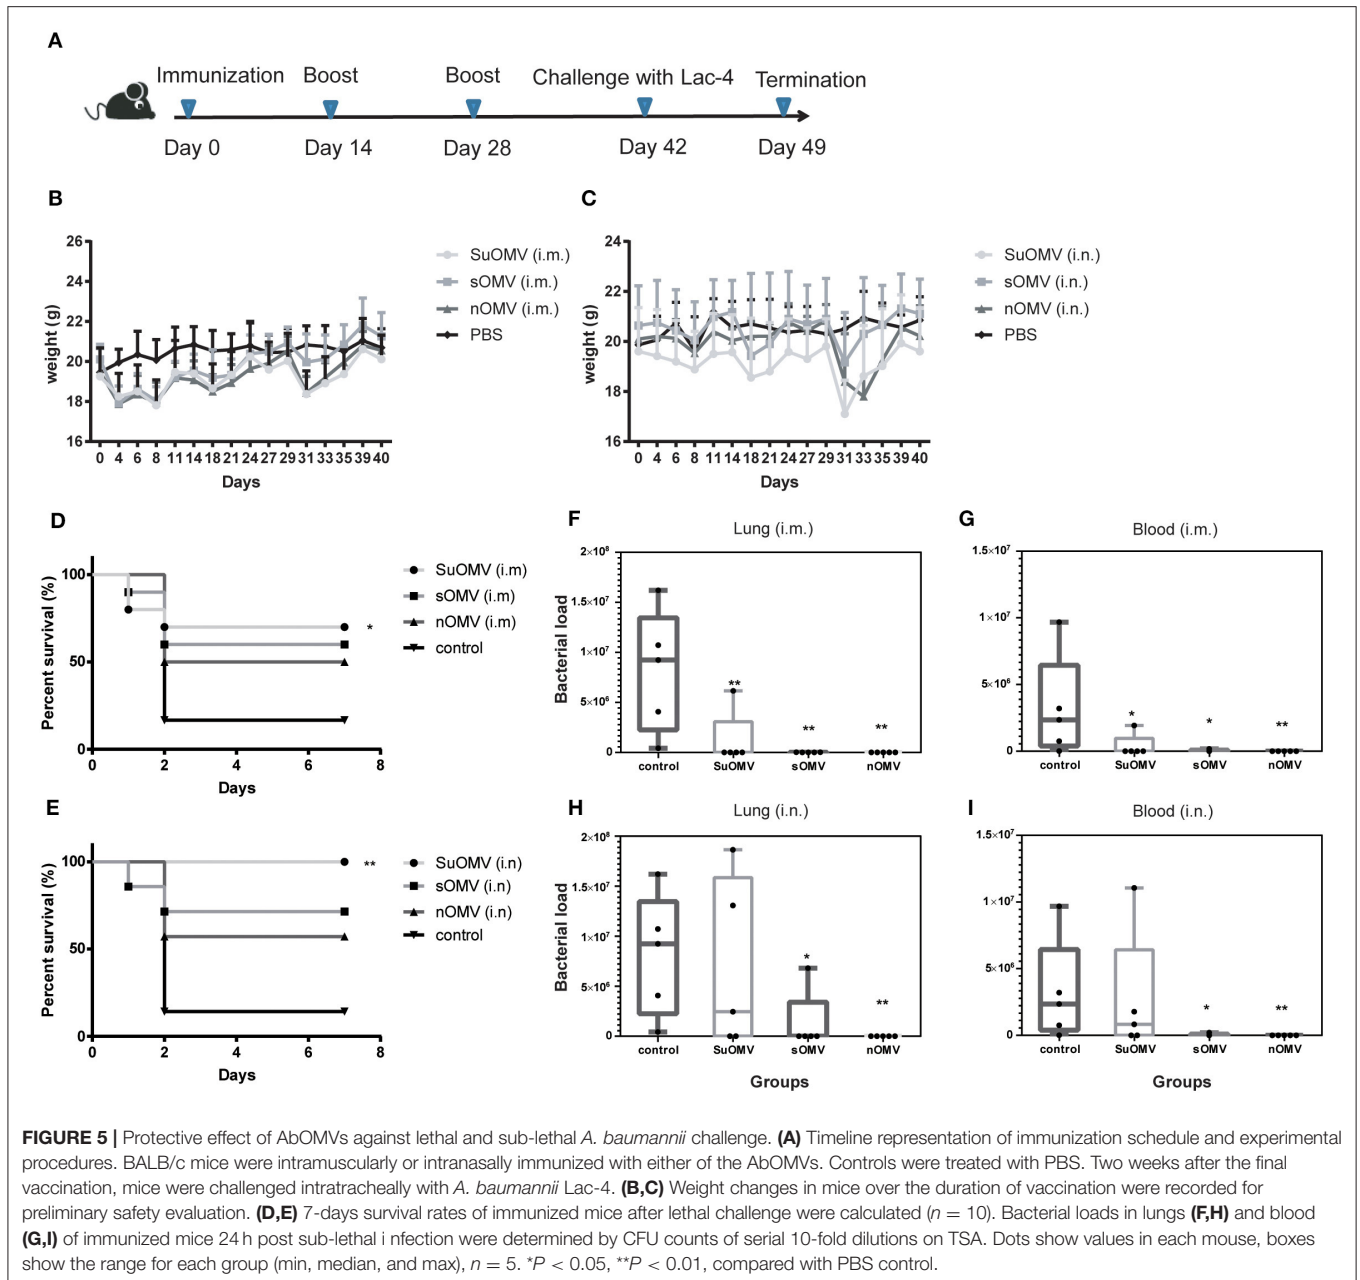 A
Immunization Boost Boost Challenge with Lac-4 Termination
Day 0 Day 14 Day 28 Day 42 Day 49
B
weight (g)
26
24
22
20
18
16
0 4 6 8 11 14 18 21 24 27 29 31 33 35 39 40
Days
SuOMV (i.m.)
sOMV (i.m.)
nOMV (i.m.)
PBS
C
weight (g)
24
22
20
18
16
0 4 6 8 11 14 18 21 24 27 29 31 33 35 39 40
Days
SuOMV (i.n.)
sOMV (i.n.)
nOMV (i.n.)
PBS
D
Percent survival (%)
100
50
0
0 2 4 6 8
Days
*
SuOMV (i.m)
sOMV (i.m)
nOMV (i.m)
control
F
Lung (i.m.)
Bacterial load
2×10⁸
1.5×10⁷
1×10⁷
5×10⁶
0
** ** **
control SuOMV sOMV nOMV
G
Blood (i.m.)
1.5×10⁷
1×10⁷
5×10⁶
0
* * **
control SuOMV sOMV nOMV
E
Percent survival (%)
100
50
0
0 2 4 6 8
Days
**
SuOMV (i.n)
sOMV (i.n)
nOMV (i.n)
control
H
Lung (i.n.)
Bacterial load
2×10⁸
1.5×10⁷
1×10⁷
5×10⁶
0
* **
control SuOMV sOMV nOMV
Groups
I
Blood (i.n.)
1.5×10⁷
1×10⁷
5×10⁶
0
* **
control SuOMV sOMV nOMV
Groups
FIGURE 5 | Protective effect of AbOMVs against lethal and sub-lethal A. baumannii challenge. (A) Timeline representation of immunization schedule and experimental
procedures. BALB/c mice were intramuscularly or intranasally immunized with either of the AbOMVs. Controls were treated with PBS. Two weeks after the final
vaccination, mice were challenged intratracheally with A. baumannii Lac-4. (B,C) Weight changes in mice over the duration of vaccination were recorded for
preliminary safety evaluation. (D,E) 7-days survival rates of immunized mice after lethal challenge were calculated (n = 10). Bacterial loads in lungs (F,H) and blood
(G,I) of immunized mice 24 h post sub-lethal i nfection were determined by CFU counts of serial 10-fold dilutions on TSA. Dots show values in each mouse, boxes
show the range for each group (min, median, and max), n = 5. *P < 0.05, **P < 0.01, compared with PBS control.